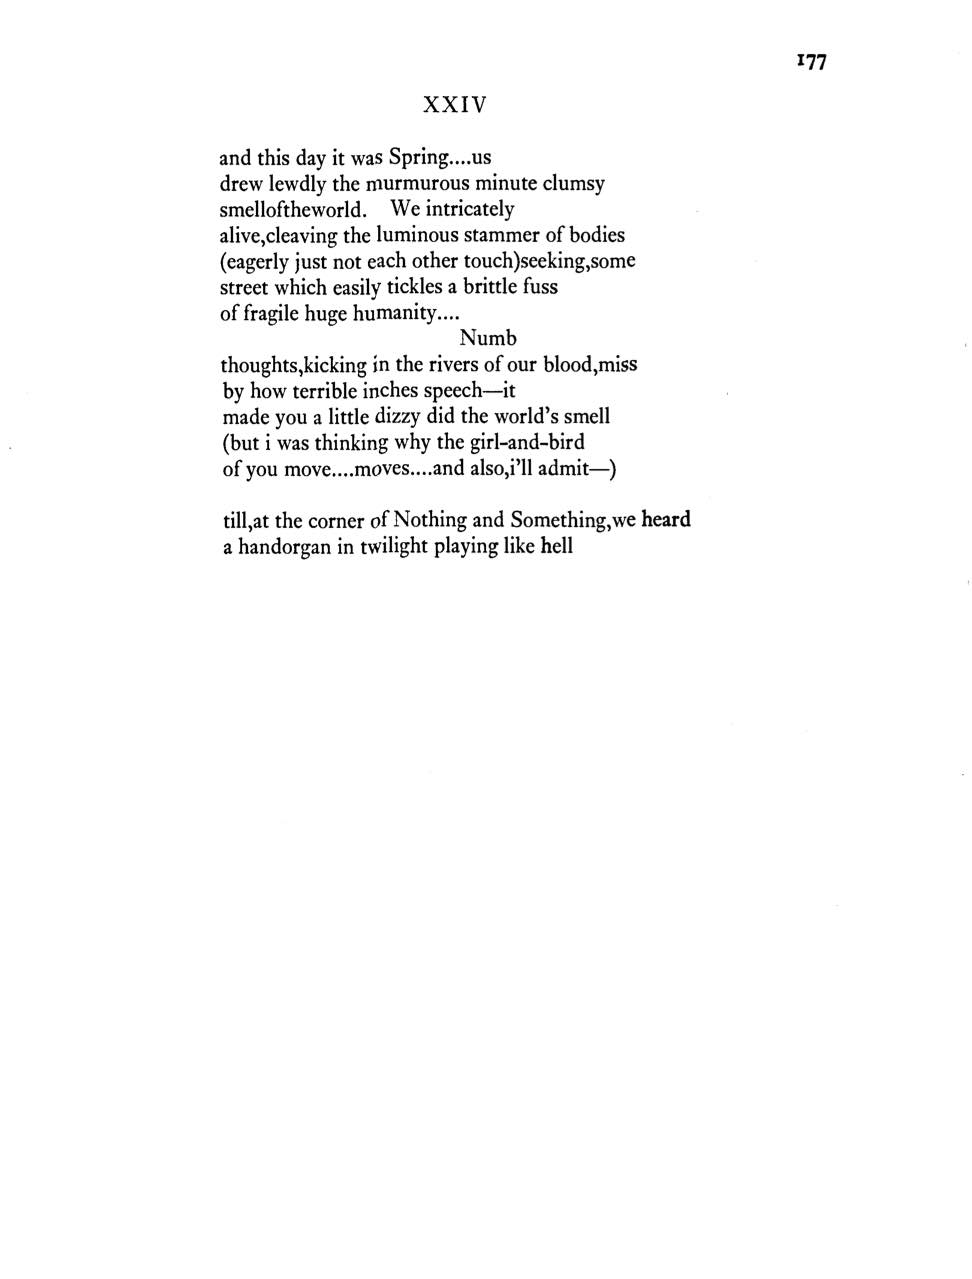 177
XXIV
and this day it was Spring....us
drew lewdly the murmurous minute clumsy
smelloftheworld. We intricately
alive,cleaving the luminous stammer of bodies
(eagerly just not each other touch)seeking,some
street which easily tickles a brittle fuss
of fragile huge humanity....
Numb
thoughts,kicking in the rivers of our blood,miss
by how terrible inches speech—it
made you a little dizzy did the world's smell
(but i was thinking why the girl-and-bird
of you move....moves....and also,i'll admit—)
till,at the corner of Nothing and Something,we heard
a handorgan in twilight playing like hell